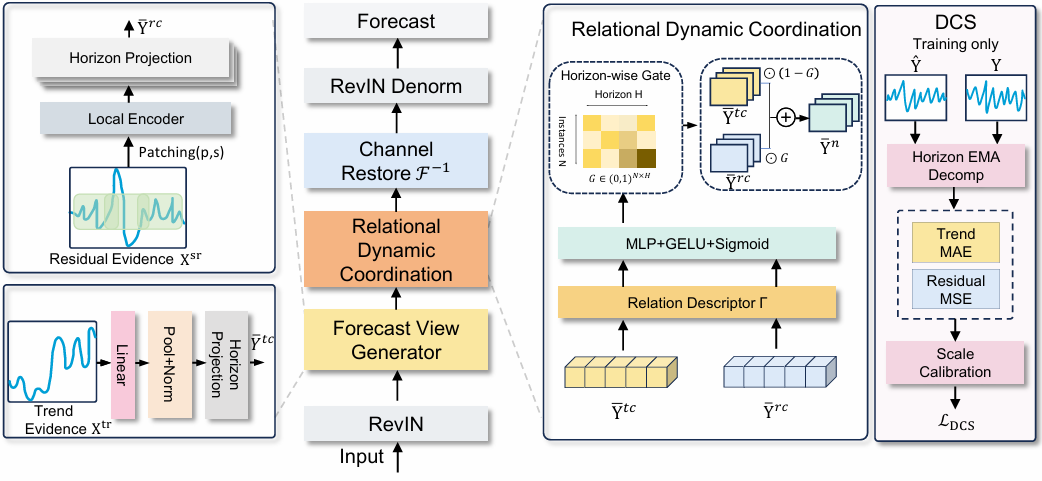 Ȳ^rc
Horizon Projection
Local Encoder
Patching(p,s)
Residual Evidence X^sr
Trend
Evidence X^tr
Linear
Pool+Norm
Horizon
Projection
Ȳ^tc
Forecast
RevIN Denorm
Channel
Restore ℱ⁻¹
Relational
Dynamic
Coordination
Forecast View
Generator
RevIN
Input
Relational Dynamic Coordination
Horizon-wise Gate
Horizon H
Instances N
G ∈ (0,1)^N×H
⊙ (1 − G)
Ȳ^tc
+
Ȳ^n
⊙ G
Ȳ^rc
MLP+GELU+Sigmoid
Relation Descriptor Γ
Ȳ^tc
Ȳ^rc
DCS
Training only
Ŷ
Y
Horizon EMA
Decomp
Trend
MAE
Residual
MSE
Scale
Calibration
ℒ_DCS